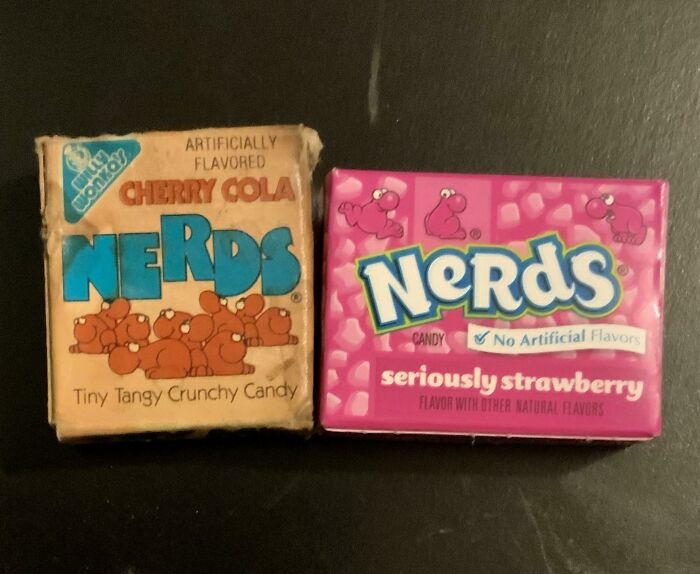 WILLY
WONKA'S
ARTIFICIALLY
FLAVORED
CHERRY COLA
NERDS®
Tiny Tangy Crunchy Candy
®
NeRdS®
CANDY
No Artificial Flavors
seriously strawberry
FLAVOR WITH OTHER NATURAL FLAVORS